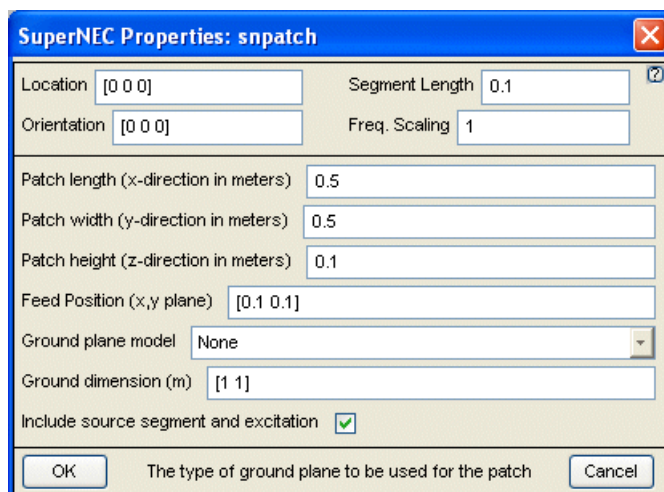 SuperNEC Properties: snpatch
Location [0 0 0] Segment Length 0.1
Orientation [0 0 0] Freq. Scaling 1
Patch length (x-direction in meters) 0.5
Patch width (y-direction in meters) 0.5
Patch height (z-direction in meters) 0.1
Feed Position (x,y plane) [0.1 0.1]
Ground plane model None
Ground dimension (m) [1 1]
Include source segment and excitation
OK The type of ground plane to be used for the patch Cancel